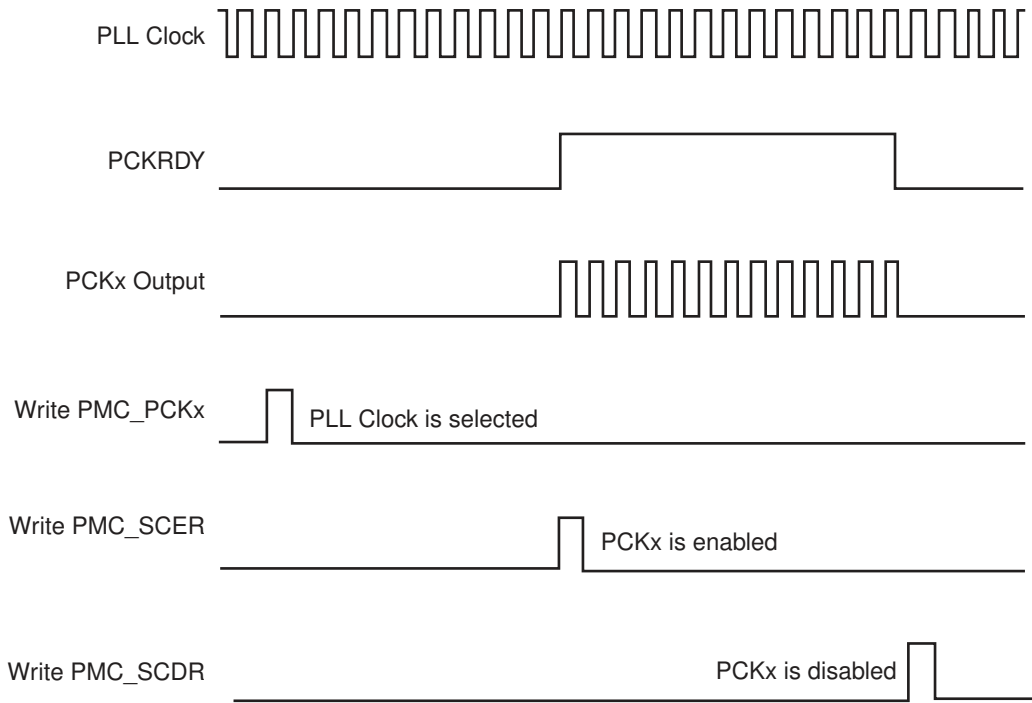 PLL Clock
PCKRDY
PCKx Output
Write PMC_PCKx
PLL Clock is selected
Write PMC_SCER
PCKx is enabled
Write PMC_SCDR
PCKx is disabled